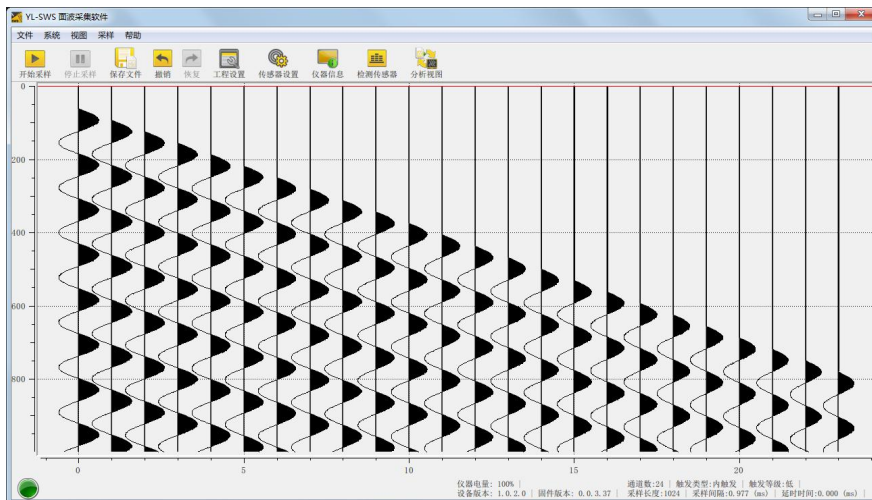 YL-SWS 面波采集软件
文件 系统 视图 采样 帮助
开始采样 停止采样 保存文件 撤销 恢复 工程设置 传感器设置 仪器信息 检测传感器 分析视图
0
200
400
600
800
0 5 10 15 20
仪器电量: 100% | 通道数:24 | 触发类型:内触发 | 触发等级:低 |
设备版本: 1.0.2.0 | 固件版本: 0.0.3.37 | 采样长度:1024 | 采样间隔:0.977 (ms) | 延时时间:0.000 (ms) |